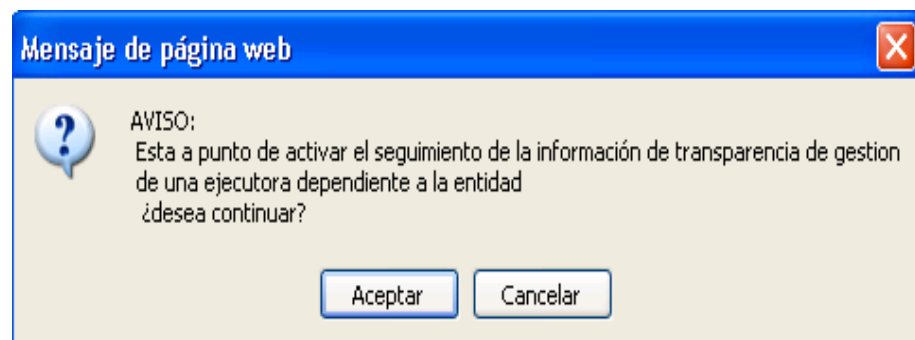 Mensaje de página web
AVISO:
Esta a punto de activar el seguimiento de la información de transparencia de gestion
de una ejecutora dependiente a la entidad
¿desea continuar?
Aceptar Cancelar